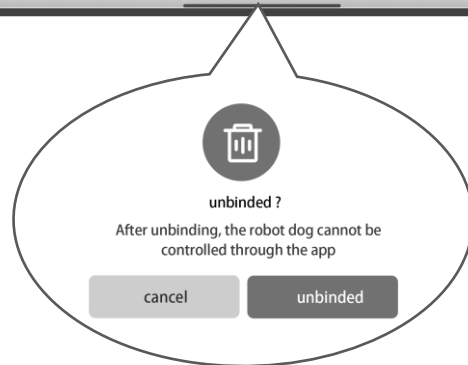 unbinded ?
After unbinding, the robot dog cannot be
controlled through the app
cancel
unbinded